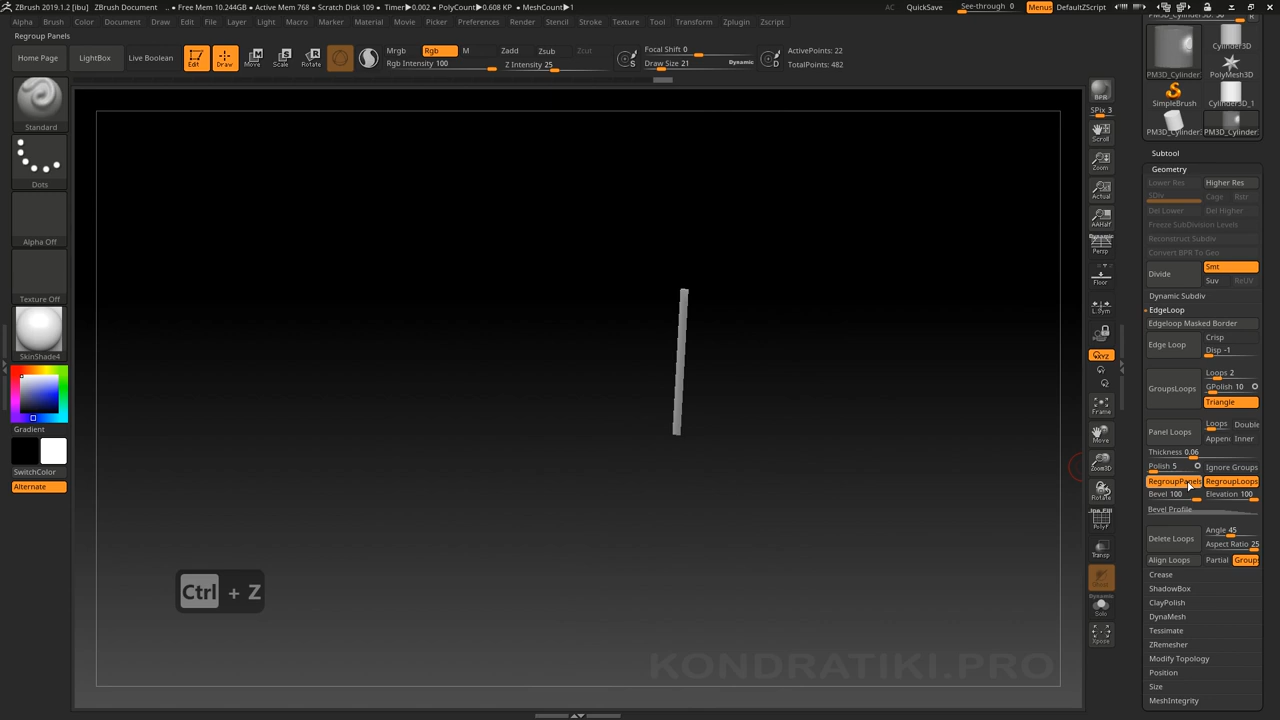 ZBrush 2019.1.2 [ibu] ZBrush Document • Free Mem 10.244GB • Active Mem 768 • Scratch Disk 109 • Timer▶0.002 • PolyCount▶0.608 KP • MeshCount▶1 AC QuickSave See-through 0 Menus DefaultZScript
Alpha Brush Color Document Draw Edit File Layer Light Macro Marker Material Movie Picker Preferences Render Stencil Stroke Texture Tool Transform Zplugin Zscript
Regroup Panels
Home Page LightBox Live Boolean Edit Draw Move Scale Rotate
Mrgb Rgb M Zadd Zsub Zcut
Rgb Intensity 100 Z Intensity 25
Focal Shift 0
Draw Size 21 Dynamic
ActivePoints: 22
TotalPoints: 482
Standard
Dots
Alpha Off
Texture Off
SkinShade4
Gradient
SwitchColor
Alternate
Ctrl + Z
KONDRATIKI.PRO
BPR
SPix 3
Scroll
Zoom
Actual
AAHalf
Dynamic
Persp
Floor
L.Sym
XYZ
Frame
Move
Zoom3D
Rotate
PolyF
Transp
Dynamic
Solo
Xpose
PM3D_Cylinder Cylinder3D
PolyMesh3D
SimpleBrush Cylinder3D_1
PM3D_Cylinder PM3D_Cylinder
Subtool
Geometry
Lower Res Higher Res
SDiv Cage Rstr
Del Lower Del Higher
Freeze SubDivision Levels
Reconstruct Subdiv
Convert BPR To Geo
Divide Smt
Suv ReUV
Dynamic Subdiv
EdgeLoop
Edgeloop Masked Border
Edge Loop Crisp
Disp -1
GroupsLoops Loops 2
GPolish 10
Triangle
Panel Loops Loops Double
Append Inner
Thickness 0.06
Polish 5 Ignore Groups
RegroupPanels RegroupLoops
Bevel 100 Elevation 100
Bevel Profile
Delete Loops Angle 45
Aspect Ratio 25
Align Loops Partial Group
Crease
ShadowBox
ClayPolish
DynaMesh
Tessimate
ZRemesher
Modify Topology
Position
Size
MeshIntegrity